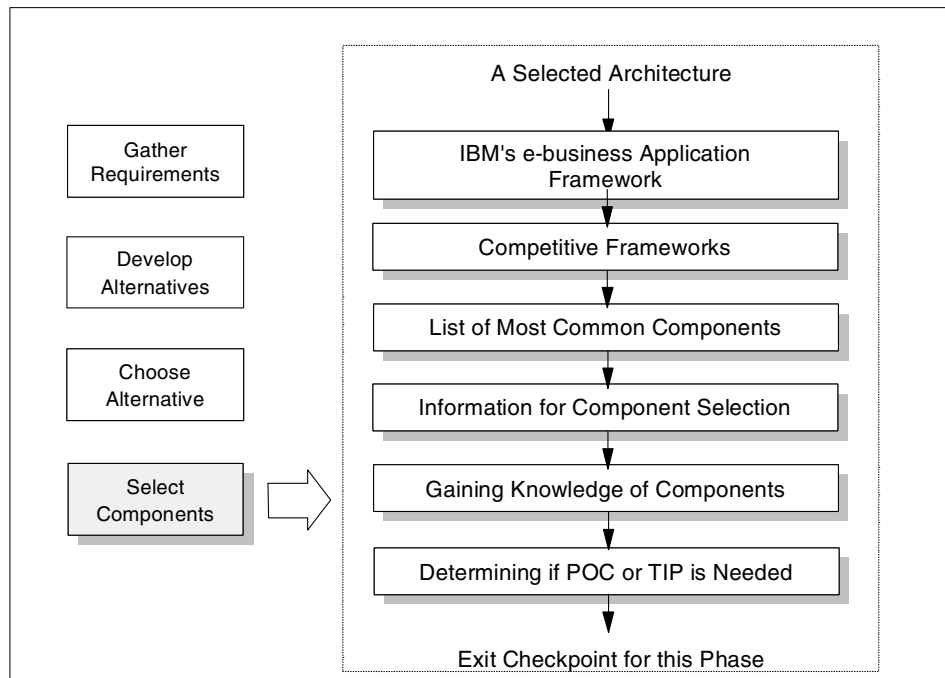 Gather
Requirements
Develop
Alternatives
Choose
Alternative
Select
Components
A Selected Architecture
IBM's e-business Application
Framework
Competitive Frameworks
List of Most Common Components
Information for Component Selection
Gaining Knowledge of Components
Determining if POC or TIP is Needed
Exit Checkpoint for this Phase